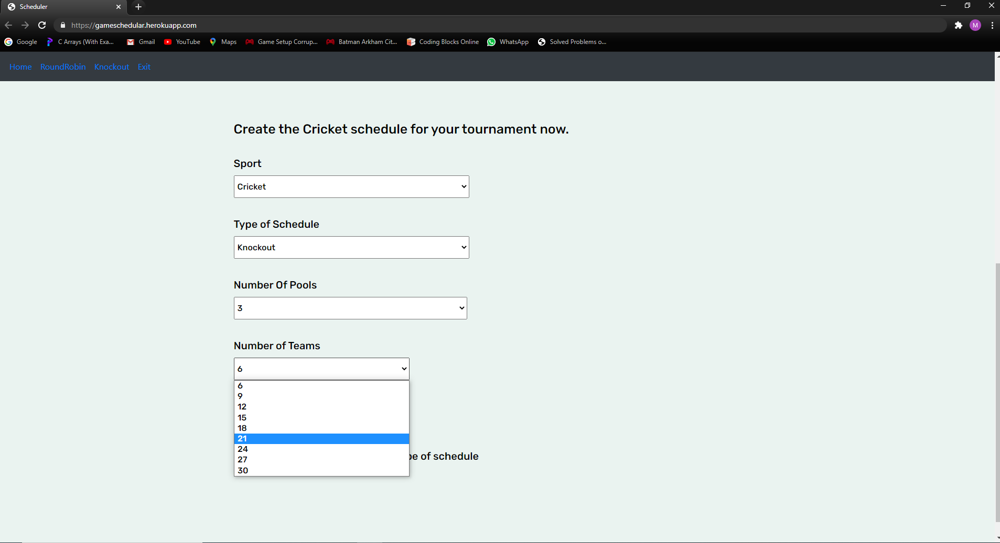 Scheduler
https://gameschedular.herokuapp.com
M
Google C Arrays (With Exa... Gmail YouTube Maps Game Setup Corrup... Batman Arkham Cit... Coding Blocks Online WhatsApp Solved Problems o...
Home RoundRobin Knockout Exit
Create the Cricket schedule for your tournament now.
Sport
Cricket
Type of Schedule
Knockout
Number Of Pools
3
Number of Teams
6
6
9
12
15
18
21
24
of schedule
27
30